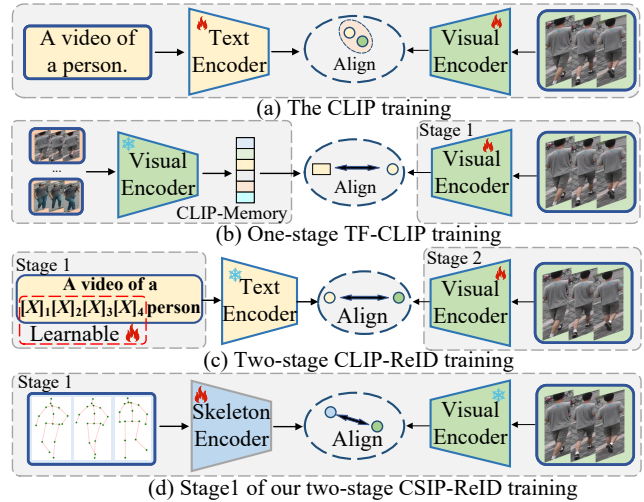 A video of
a person.
Text
Encoder
Align
Visual
Encoder
(a) The CLIP training
...
Visual
Encoder
CLIP-Memory
Align
Stage 1
Visual
Encoder
(b) One-stage TF-CLIP training
Stage 1
A video of a
[X]₁[X]₂[X]₃[X]₄ person
Learnable
Text
Encoder
Align
Stage 2
Visual
Encoder
(c) Two-stage CLIP-ReID training
Stage 1
Skeleton
Encoder
Align
Visual
Encoder
(d) Stage1 of our two-stage CSIP-ReID training